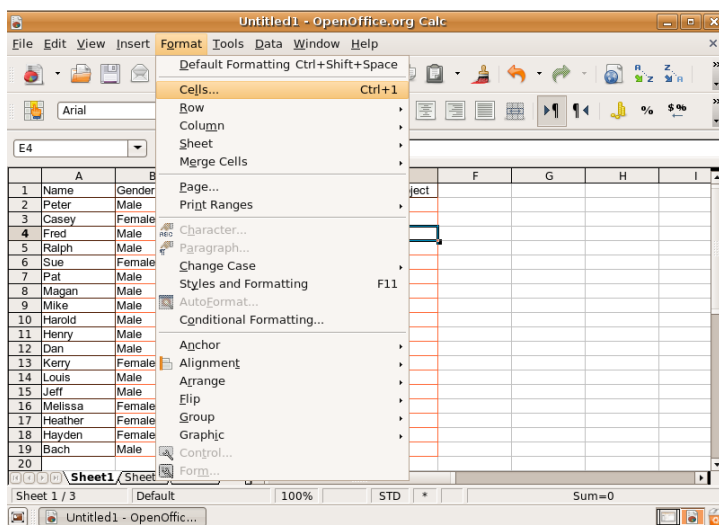 Untitled1 - OpenOffice.org Calc
File Edit View Insert Format Tools Data Window Help
Default Formatting Ctrl+Shift+Space
Cells... Ctrl+1
Row
Column
Sheet
Merge Cells
Page...
Print Ranges
Character...
Paragraph...
Change Case
Styles and Formatting F11
AutoFormat...
Conditional Formatting...
Anchor
Alignment
Arrange
Flip
Group
Graphic
Control...
Form...
Arial
E4
A B F G H I
1 Name Gender ject
2 Peter Male
3 Casey Female
4 Fred Male
5 Ralph Male
6 Sue Female
7 Pat Male
8 Magan Male
9 Mike Male
10 Harold Male
11 Henry Male
12 Dan Male
13 Kerry Female
14 Louis Male
15 Jeff Male
16 Melissa Female
17 Heather Female
18 Hayden Female
19 Bach Male
20
Sheet1 Sheet
Sheet 1 / 3 Default 100% STD * Sum=0
Untitled1 - OpenOffic...